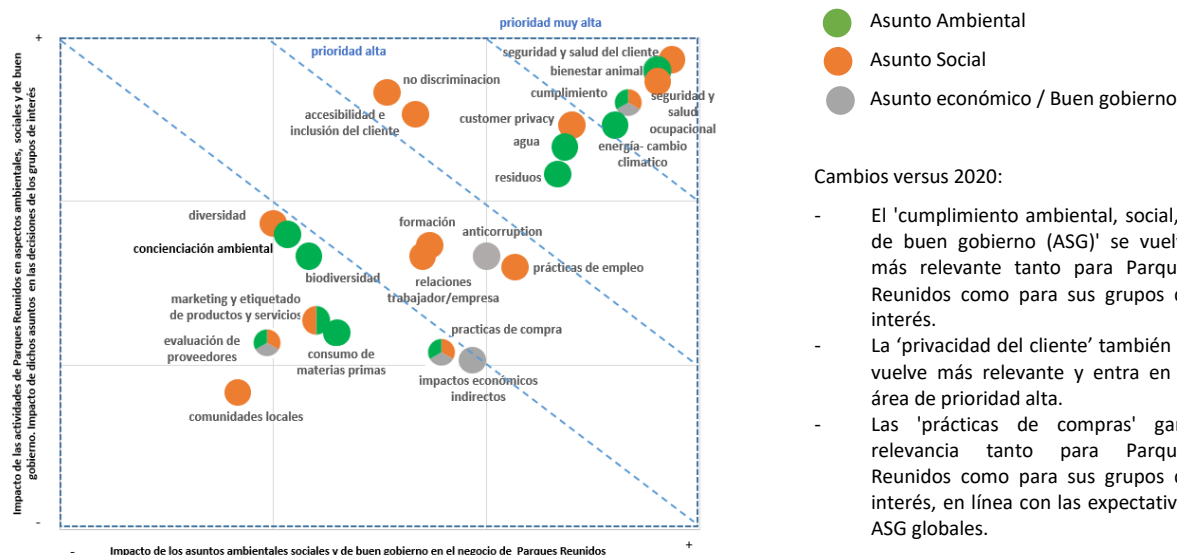 prioridad muy alta
+
prioridad alta
seguridad y salud del cliente
bienestar animal
no discriminacion
cumplimiento
seguridad y
salud
ocupacional
accesibilidad e
inclusión del cliente
customer privacy
agua
energía- cambio
climatico
residuos
diversidad
formación
anticorruption
concienciación ambiental
prácticas de empleo
biodiversidad
relaciones
trabajador/empresa
marketing y etiquetado
de productos y servicios
practicas de compra
evaluación de
proveedores
consumo de
materias primas
impactos económicos
indirectos
comunidades locales
-
Impacto de las actividades de Parques Reunidos en aspectos ambientales, sociales y de buen
gobierno. Impacto de dichos asuntos en las decisiones de los grupos de interés
- Impacto de los asuntos ambientales sociales y de buen gobierno en el negocio de Parques Reunidos +
Asunto Ambiental
Asunto Social
Asunto económico / Buen gobierno
Cambios versus 2020:
- El 'cumplimiento ambiental, social,
de buen gobierno (ASG)' se
más relevante tanto para
Reunidos como para sus grupos
interés.
- La ‘privacidad del cliente’ también
vuelve más relevante y entra en
área de prioridad alta.
- Las 'prácticas de compras'
relevancia tanto para
Reunidos como para sus grupos
interés, en línea con las
ASG globales.